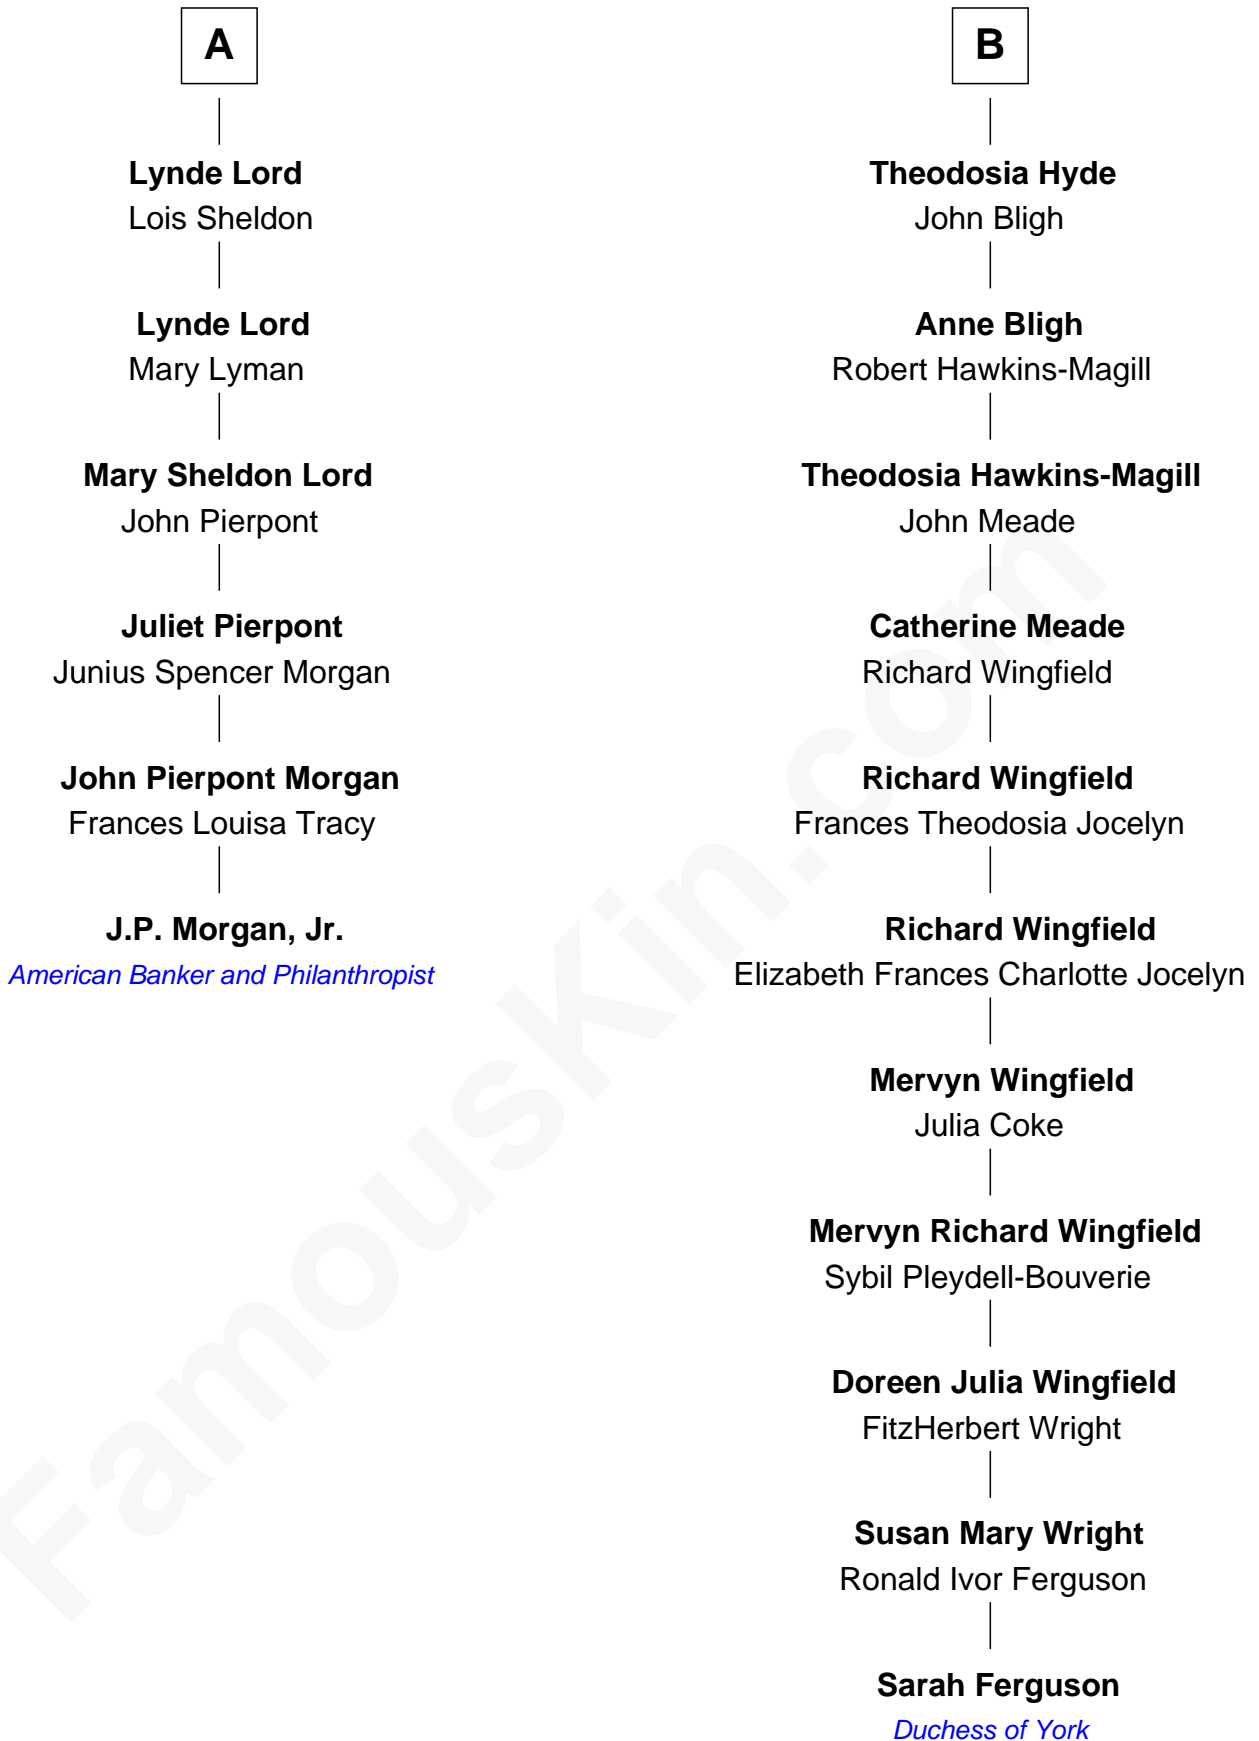 A
Lynde Lord
Lois Sheldon
Lynde Lord
Mary Lyman
Mary Sheldon Lord
John Pierpont
Juliet Pierpont
Junius Spencer Morgan
John Pierpont Morgan
Frances Louisa Tracy
J.P. Morgan, Jr.
American Banker and Philanthropist
B
Theodosia Hyde
John Bligh
Anne Bligh
Robert Hawkins-Magill
Theodosia Hawkins-Magill
John Meade
Catherine Meade
Richard Wingfield
Richard Wingfield
Frances Theodosia Jocelyn
Richard Wingfield
Elizabeth Frances Charlotte Jocelyn
Mervyn Wingfield
Julia Coke
Mervyn Richard Wingfield
Sybil Pleydell-Bouverie
Doreen Julia Wingfield
FitzHerbert Wright
Susan Mary Wright
Ronald Ivor Ferguson
Sarah Ferguson
Duchess of York
FamousKin.com